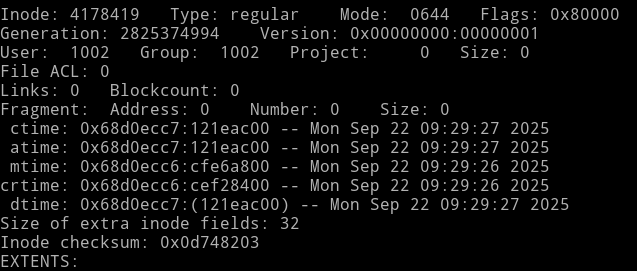 Inode: 4178419   Type: regular    Mode:  0644   Flags: 0x80000
Generation: 2825374994    Version: 0x00000000:00000001
User:  1002   Group:  1002   Project:     0   Size: 0
File ACL: 0
Links: 0   Blockcount: 0
Fragment:  Address: 0    Number: 0    Size: 0
 ctime: 0x68d0ecc7:121eac00 -- Mon Sep 22 09:29:27 2025
 atime: 0x68d0ecc7:121eac00 -- Mon Sep 22 09:29:27 2025
 mtime: 0x68d0ecc6:cfe6a800 -- Mon Sep 22 09:29:26 2025
crtime: 0x68d0ecc6:cef28400 -- Mon Sep 22 09:29:26 2025
 dtime: 0x68d0ecc7:(121eac00) -- Mon Sep 22 09:29:27 2025
Size of extra inode fields: 32
Inode checksum: 0x0d748203
EXTENTS: